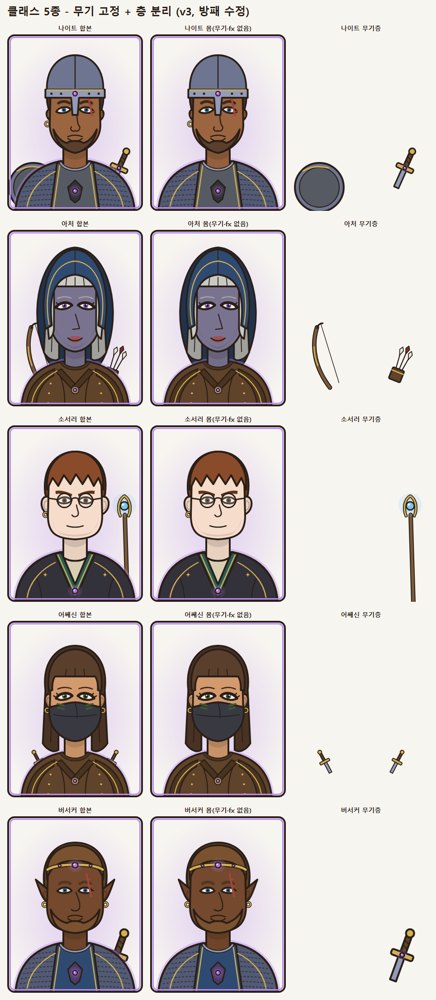 클래스 5종 - 무기 고정 + 층 분리 (v3, 방패 수정)
나이트 합본
나이트 몸(무기·fx 없음)
나이트 무기층
아처 합본
아처 몸(무기·fx 없음)
아처 무기층
소서러 합본
소서러 몸(무기·fx 없음)
소서러 무기층
어쌔신 합본
어쌔신 몸(무기·fx 없음)
어쌔신 무기층
버서커 합본
버서커 몸(무기·fx 없음)
버서커 무기층